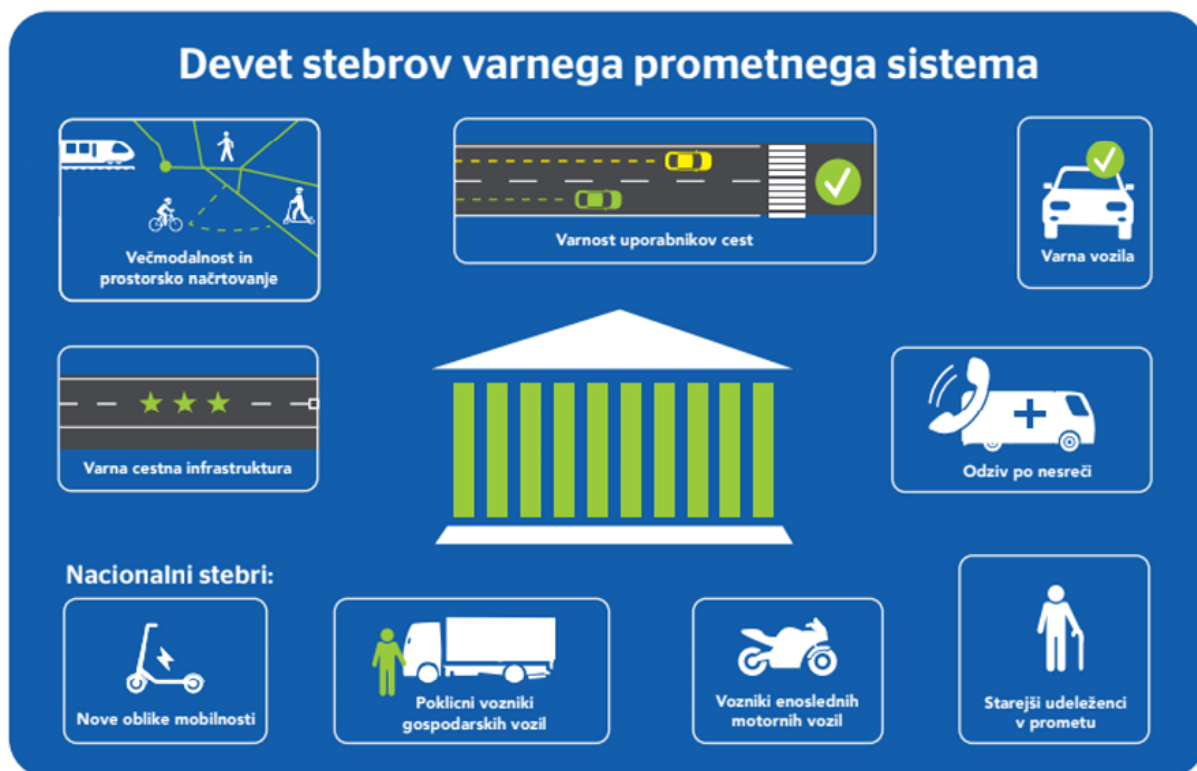 Devet stebrov varnega prometnega sistema
Večmodalnost in
prostorsko načrtovanje
Varnost uporabnikov cest
Varna vozila
Varna cestna infrastruktura
Odziv po nesreči
Nacionalni stebri:
Nove oblike mobilnosti
Poklicni vozniki
gospodarskih vozil
Vozniki enoslednih
motornih vozil
Starejši udeleženci
v prometu